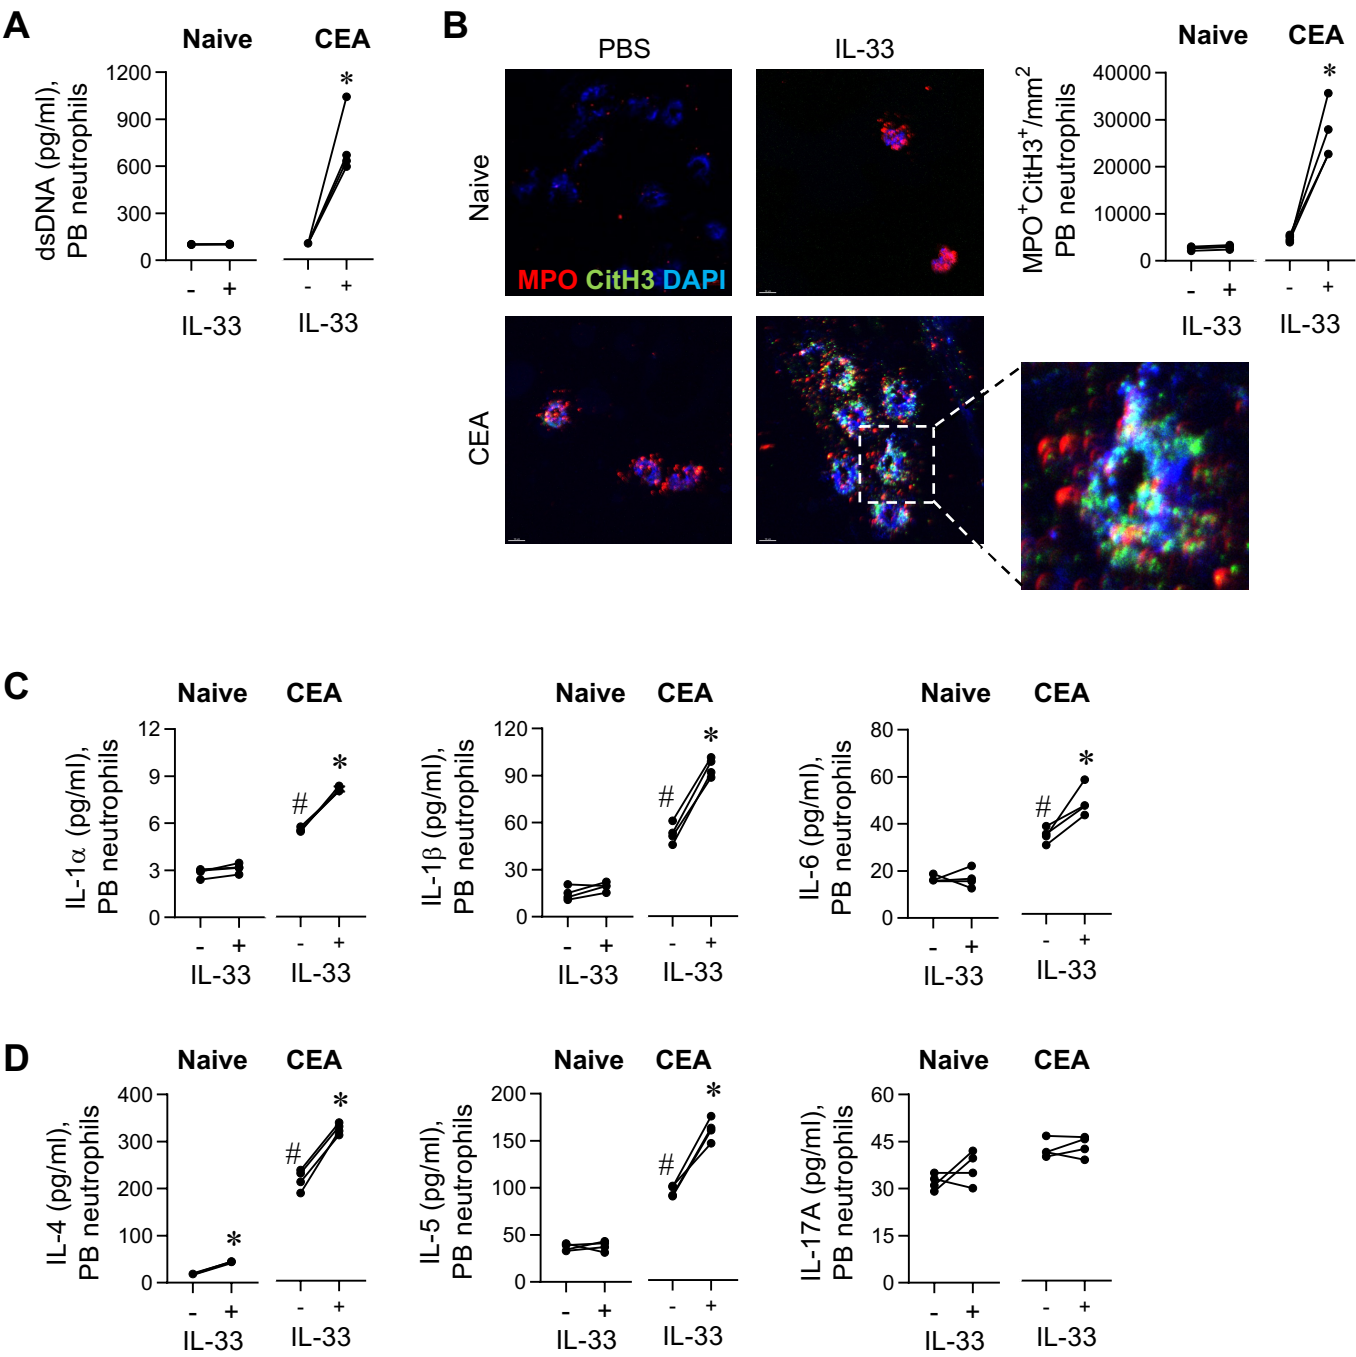 A
Naive CEA
dsDNA (pg/ml),
PB neutrophils
1200
900
600
300
0
*
- + - +
IL-33 IL-33
B
PBS IL-33
Naive
CEA
MPO CitH3 DAPI
Naive CEA
MPO⁺CitH3⁺/mm²
PB neutrophils
40000
30000
20000
10000
0
*
- + - +
IL-33 IL-33
C
Naive CEA
IL-1α (pg/ml),
PB neutrophils
12
9
6
3
0
# *
- + - +
IL-33 IL-33
Naive CEA
IL-1β (pg/ml),
PB neutrophils
120
90
60
30
0
# *
- + - +
IL-33 IL-33
Naive CEA
IL-6 (pg/ml),
PB neutrophils
80
60
40
20
0
# *
- + - +
IL-33 IL-33
D
Naive CEA
IL-4 (pg/ml),
PB neutrophils
400
300
200
100
0
* # *
- + - +
IL-33 IL-33
Naive CEA
IL-5 (pg/ml),
PB neutrophils
200
150
100
50
0
# *
- + - +
IL-33 IL-33
Naive CEA
IL-17A (pg/ml),
PB neutrophils
60
45
30
15
0
- + - +
IL-33 IL-33